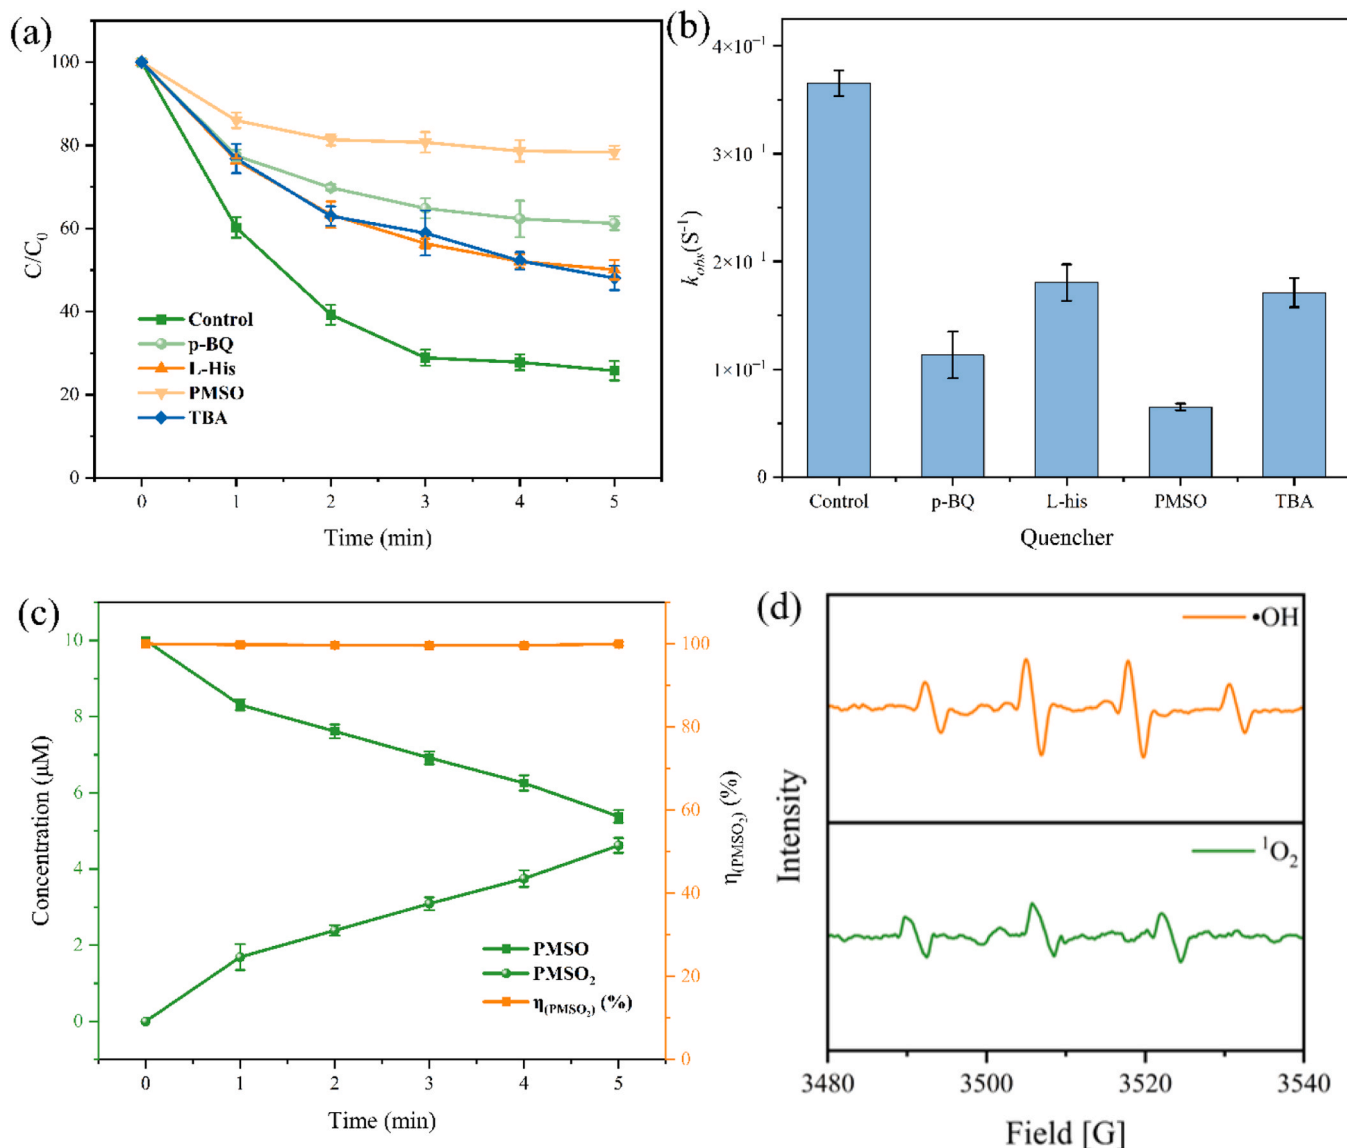 (a)
C/C₀
100
80
60
40
20
0
Control
p-BQ
L-His
PMSO
TBA
0 1 2 3 4 5
Time (min)
(b)
k_obs(S⁻¹)
4×10⁻¹
3×10⁻¹
2×10⁻¹
1×10⁻¹
0
Control p-BQ L-his PMSO TBA
Quencher
(c)
Concentration (μM)
10
8
6
4
2
0
PMSO
PMSO₂
η(PMSO₂) (%)
100
80
60
40
20
0
η(PMSO₂) (%)
0 1 2 3 4 5
Time (min)
(d)
Intensity
•OH
¹O₂
3480 3500 3520 3540
Field [G]